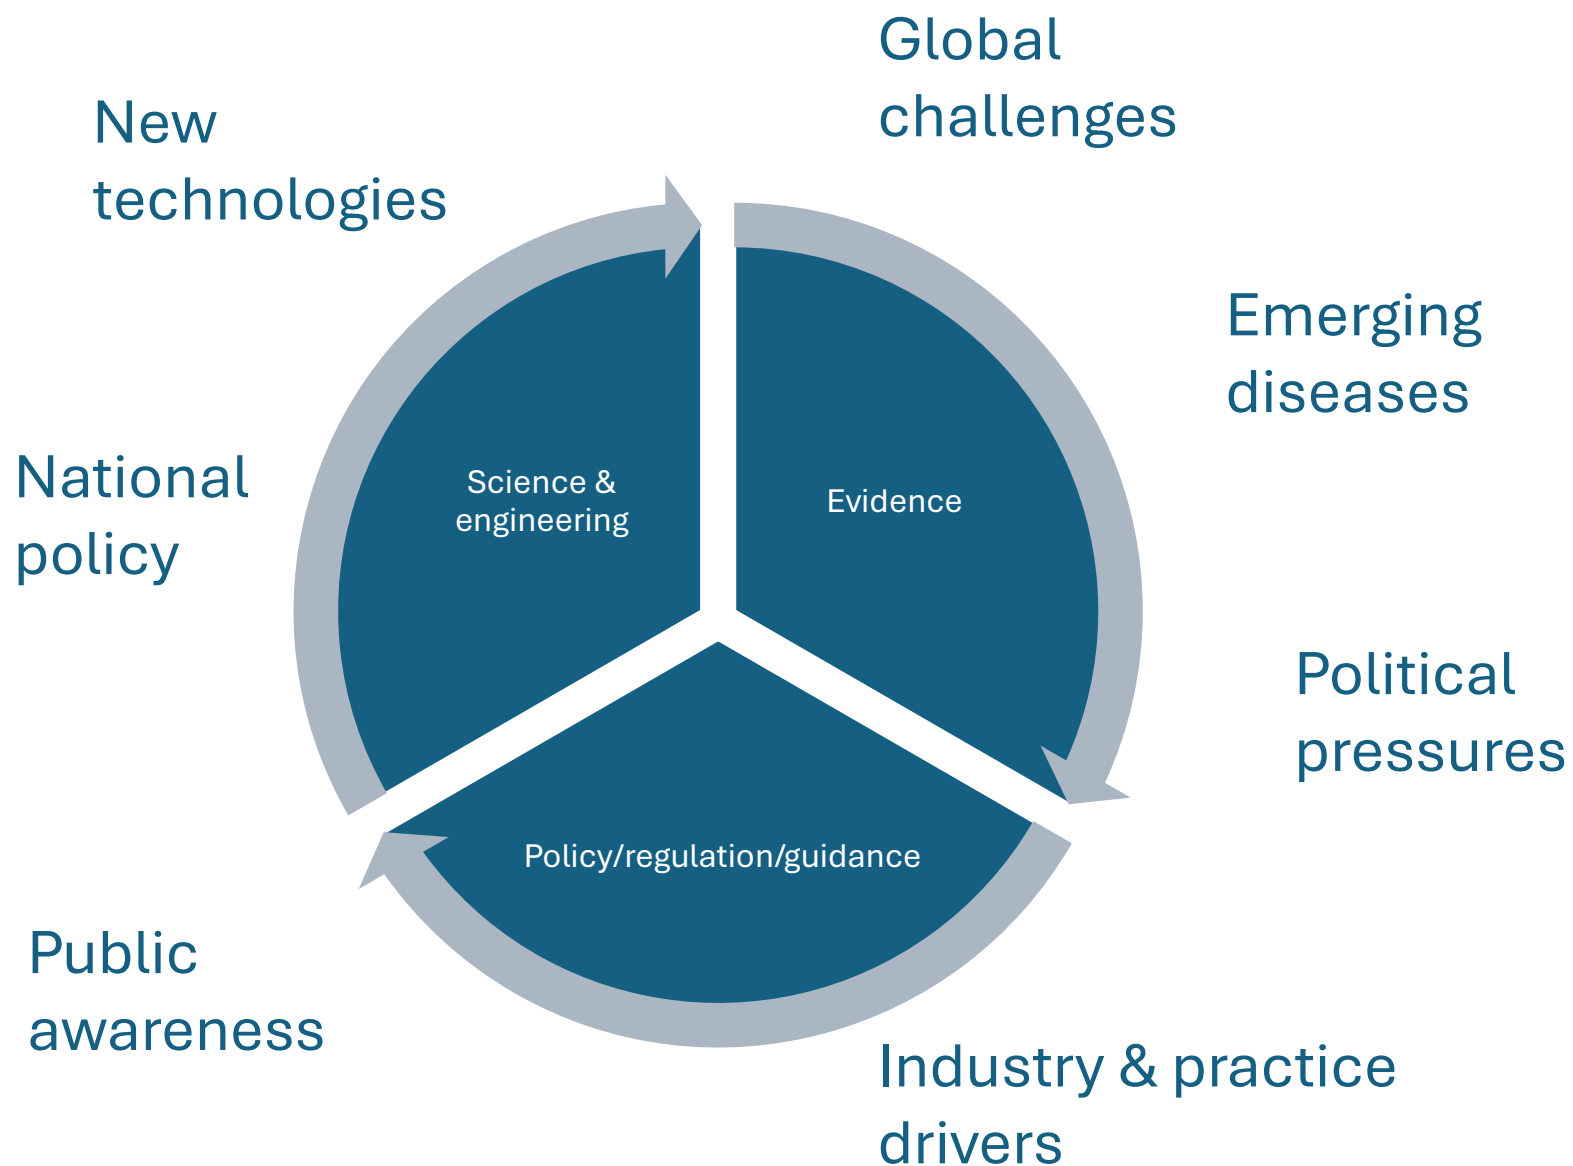 Global
challenges
New
technologies
Emerging
diseases
National
policy
Science &
engineering
Evidence
Political
pressures
Policy/regulation/guidance
Public
awareness
Industry & practice
drivers